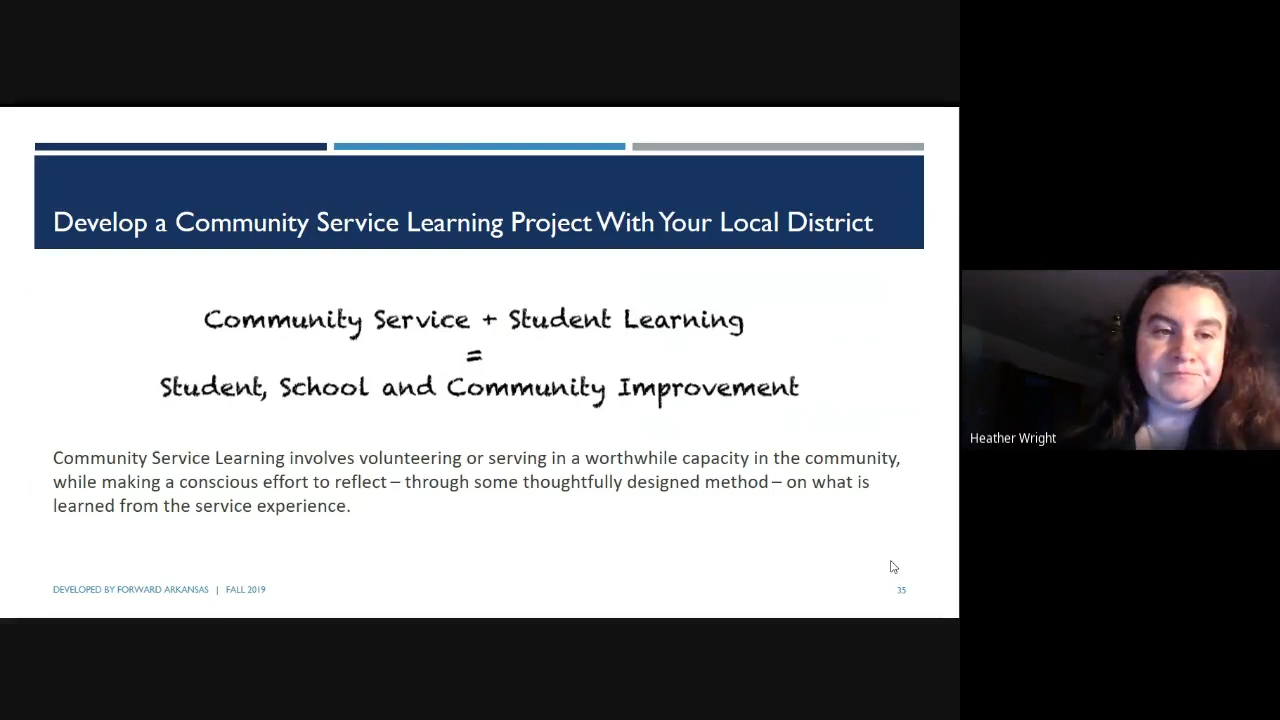 Develop a Community Service Learning Project With Your Local District
Community Service + Student Learning
=
Student, School and Community Improvement
Community Service Learning involves volunteering or serving in a worthwhile capacity in the community,
while making a conscious effort to reflect – through some thoughtfully designed method – on what is
learned from the service experience.
DEVELOPED BY FORWARD ARKANSAS | FALL 2019
35
Heather Wright